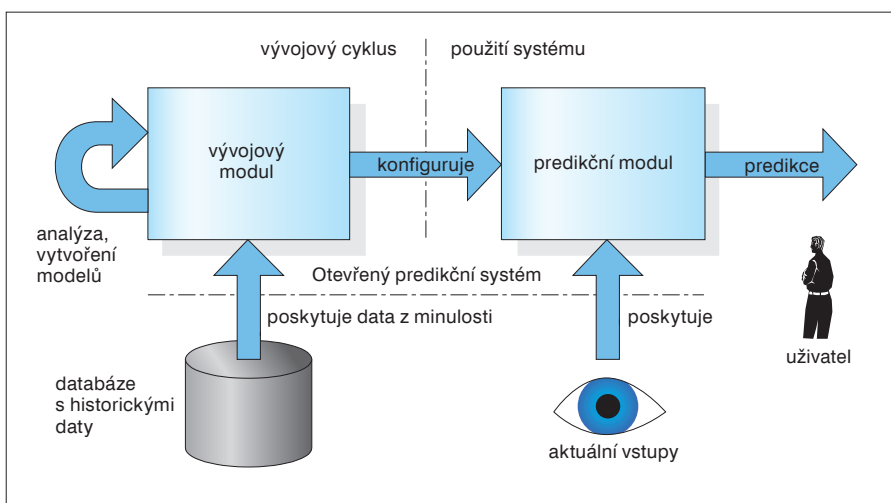 vývojový cyklus
použití systému
vývojový
modul
konfiguruje
predikční modul
predikce
analýza,
vytvoření
modelů
Otevřený predikční systém
poskytuje data z minulosti
poskytuje
uživatel
databáze
s historickými
daty
aktuální vstupy